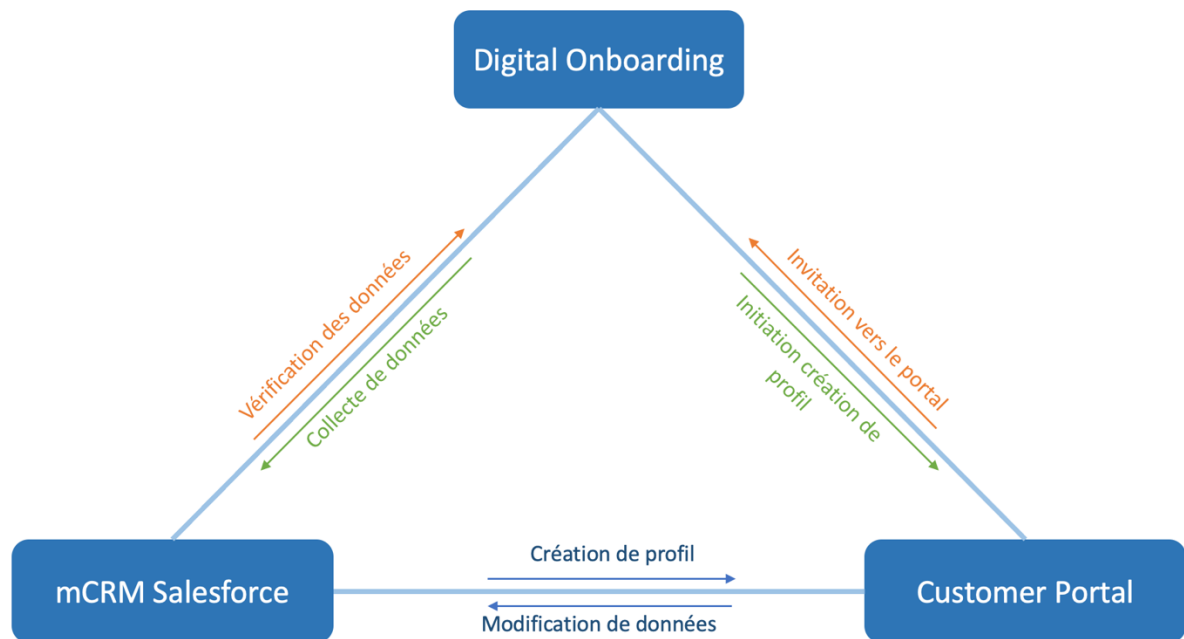 Digital Onboarding
Vérification des données
Collecte de données
Invitation vers le portal
Initiation création de
profil
mCRM Salesforce
Création de profil
Modification de données
Customer Portal